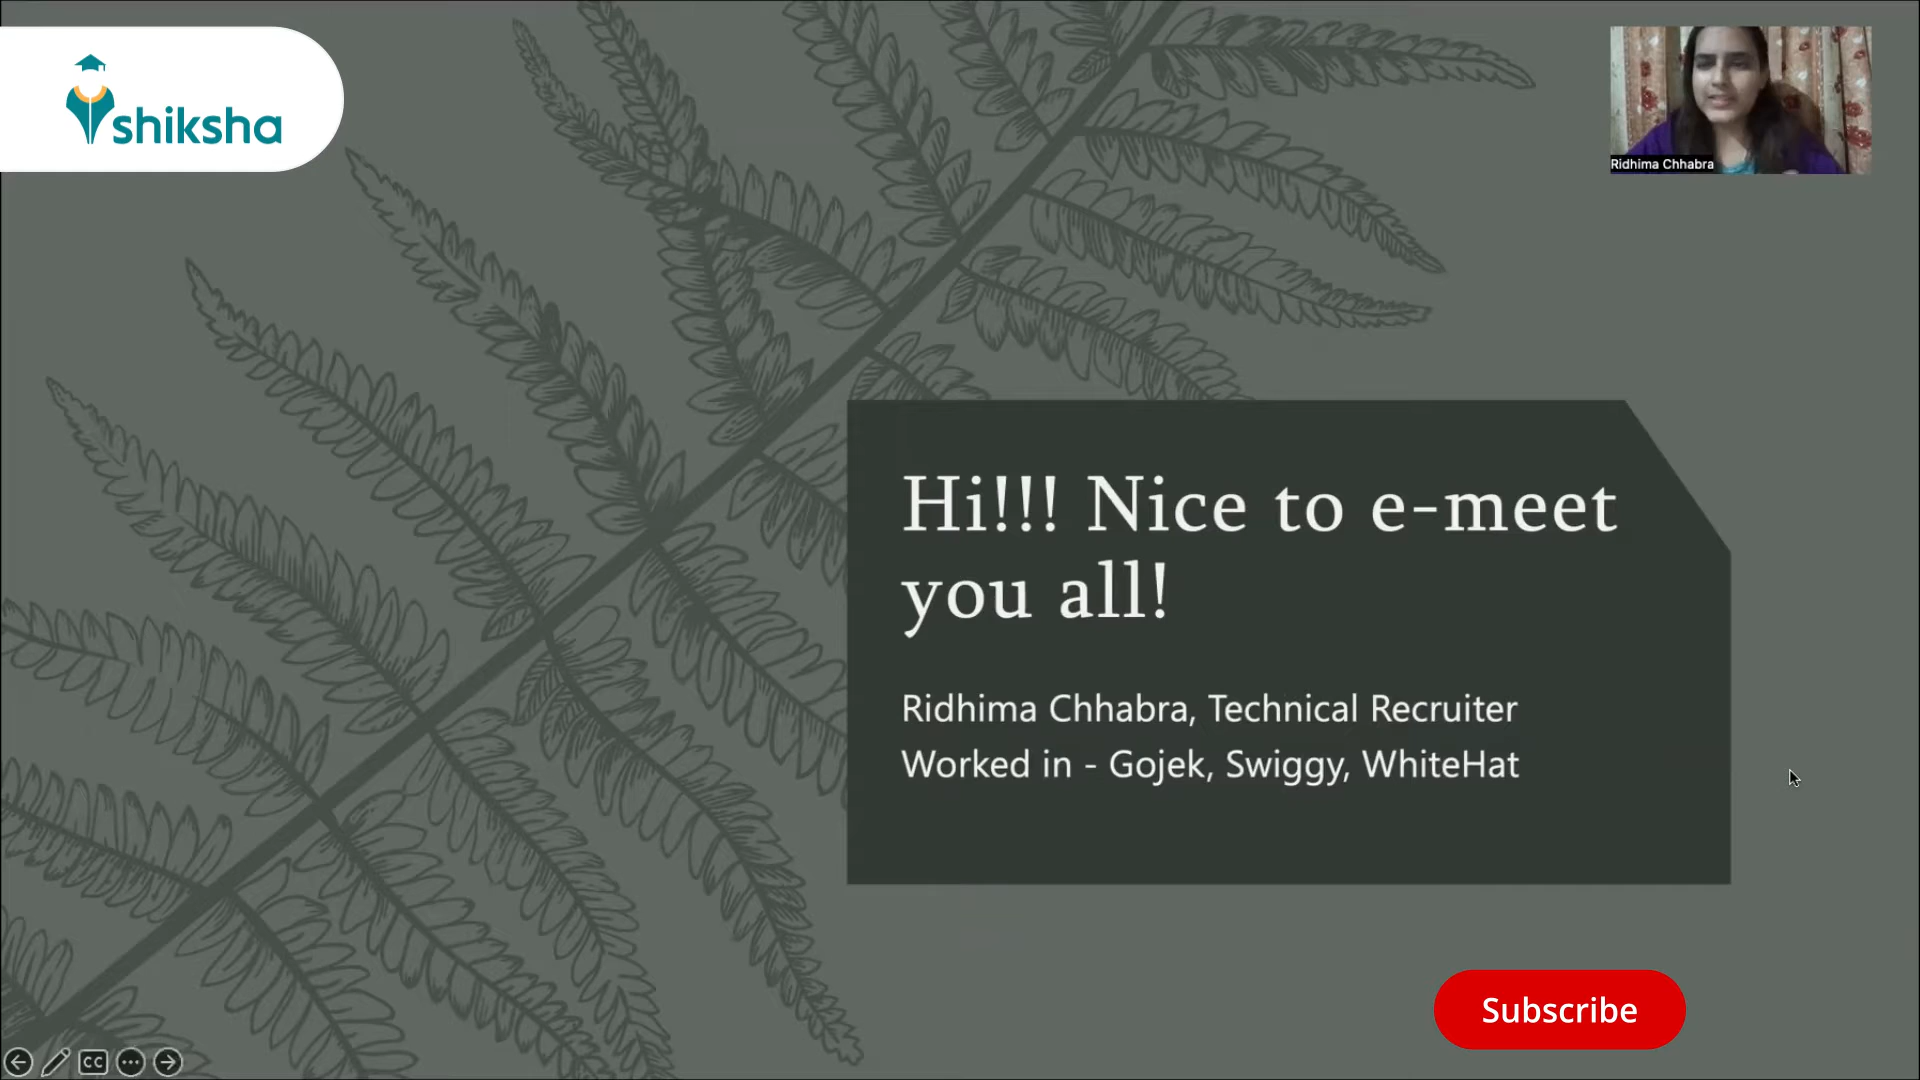 shiksha
Ridhima Chhabra
Hi!!! Nice to e-meet
you all!
Ridhima Chhabra, Technical Recruiter
Worked in - Gojek, Swiggy, WhiteHat
Subscribe
CC